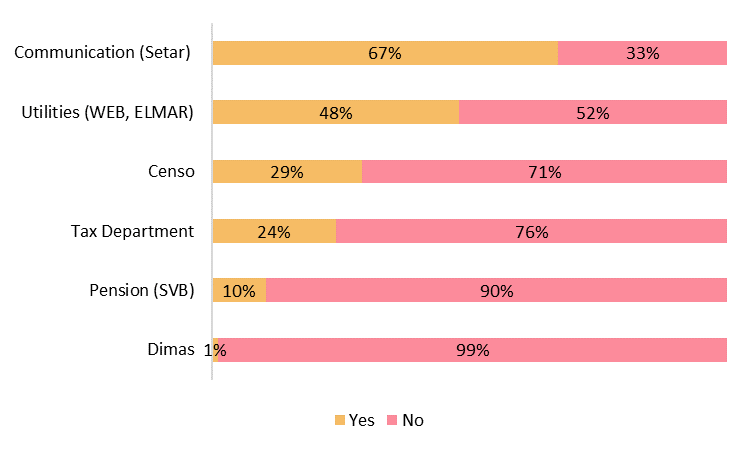 Communication (Setar) 67% 33%
Utilities (WEB, ELMAR) 48% 52%
Censo 29% 71%
Tax Department 24% 76%
Pension (SVB) 10% 90%
Dimas 1% 99%
Yes No